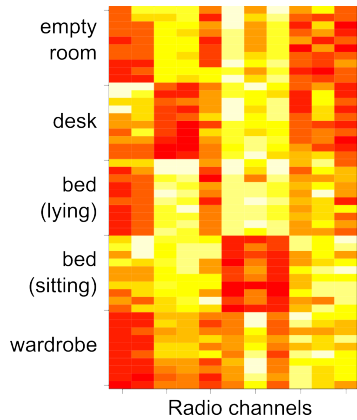 empty
room
desk
bed
(lying)
bed
(sitting)
wardrobe
Radio channels